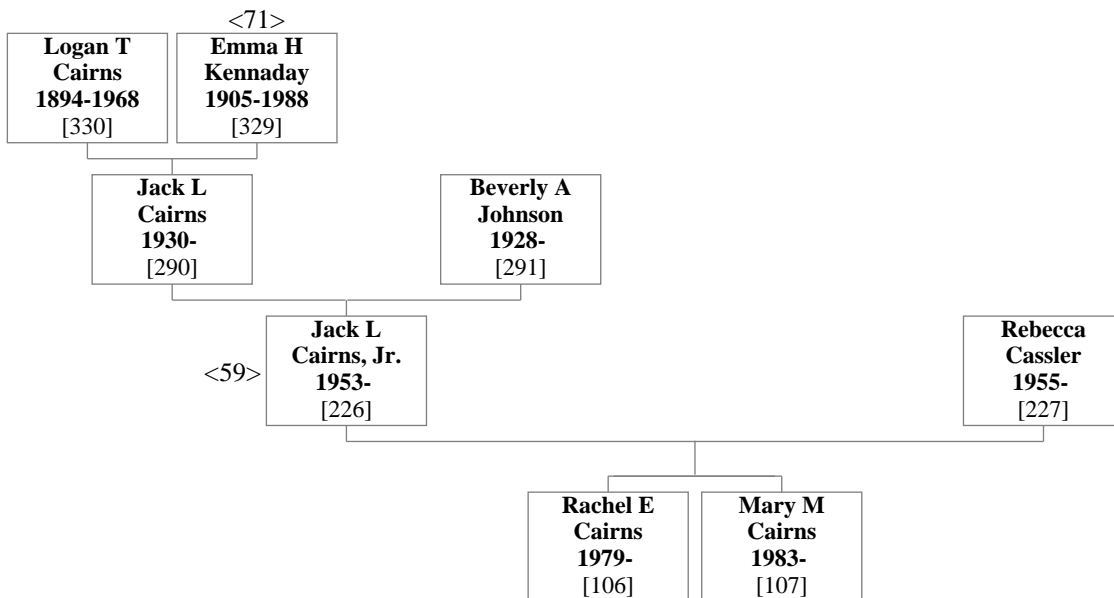 <71>
Logan T
Cairns
1894-1968
[330]
Emma H
Kennaday
1905-1988
[329]
Jack L
Cairns
1930-
[290]
Beverly A
Johnson
1928-
[291]
<59>
Jack L
Cairns, Jr.
1953-
[226]
Rebecca
Cassler
1955-
[227]
Rachel E
Cairns
1979-
[106]
Mary M
Cairns
1983-
[107]